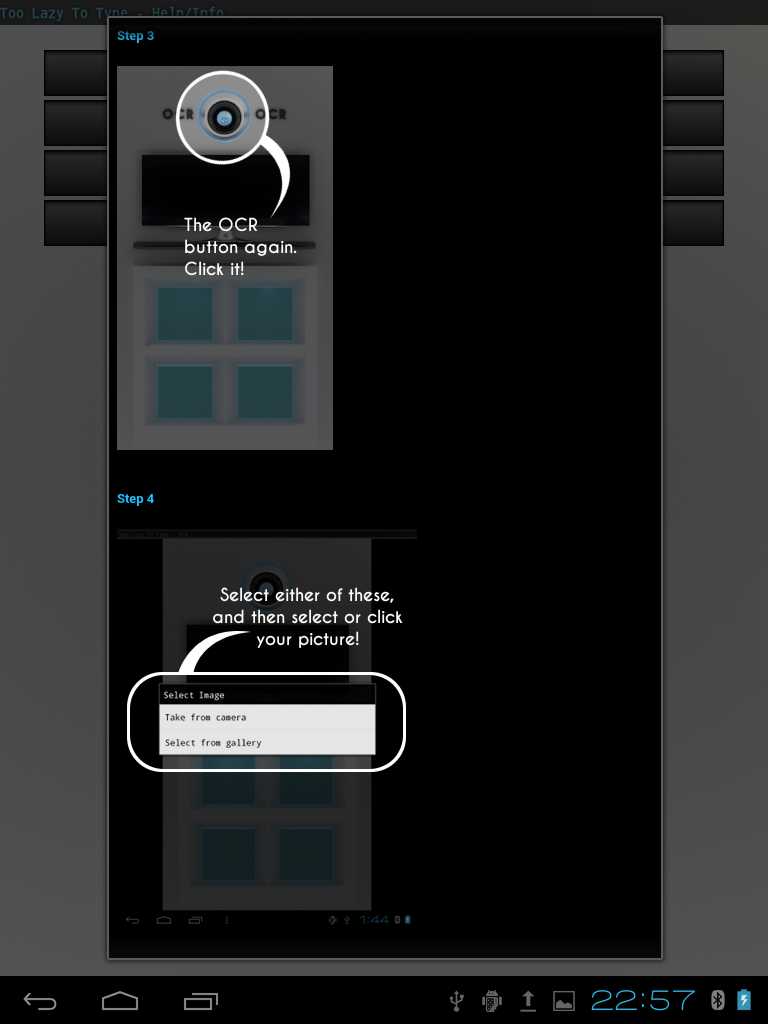 Too Lazy To Type - Help/Info
Step 3
OCR OCR
The OCR
button again.
Click it!
Step 4
Select either of these,
and then select or click
your picture!
Select Image
Take from camera
Select from gallery
1:44
22:57